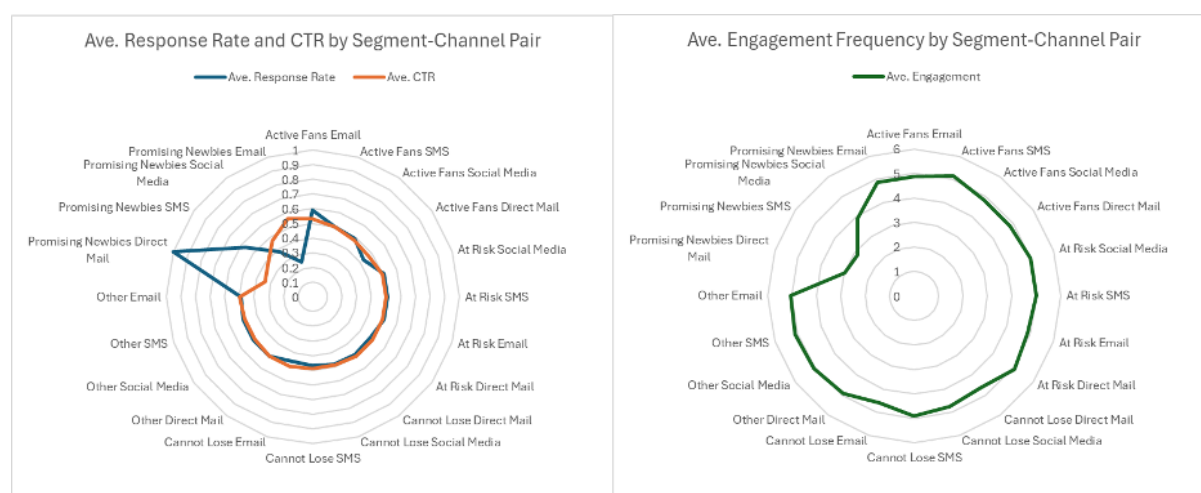 Ave. Response Rate and CTR by Segment-Channel Pair
Ave. Response Rate
Ave. CTR
Active Fans Email
Active Fans SMS
Active Fans Social Media
Active Fans Direct Mail
At Risk Social Media
At Risk SMS
At Risk Email
At Risk Direct Mail
Cannot Lose Direct Mail
Cannot Lose Social Media
Cannot Lose SMS
Cannot Lose Email
Other Direct Mail
Other Social Media
Other SMS
Other Email
Promising Newbies Direct
Mail
Promising Newbies SMS
Promising Newbies Social
Media
Promising Newbies Email
1
0.9
0.8
0.7
0.6
0.5
0.4
0.3
0.2
0.1
0
Ave. Engagement Frequency by Segment-Channel Pair
Ave. Engagement
Active Fans Email
Active Fans SMS
Active Fans Social Media
Active Fans Direct Mail
At Risk Social Media
At Risk SMS
At Risk Email
At Risk Direct Mail
Cannot Lose Direct Mail
Cannot Lose Social Media
Cannot Lose SMS
Cannot Lose Email
Other Direct Mail
Other Social Media
Other SMS
Other Email
Promising Newbies Direct
Mail
Promising Newbies SMS
Promising Newbies Social
Media
Promising Newbies Email
6
5
4
3
2
1
0